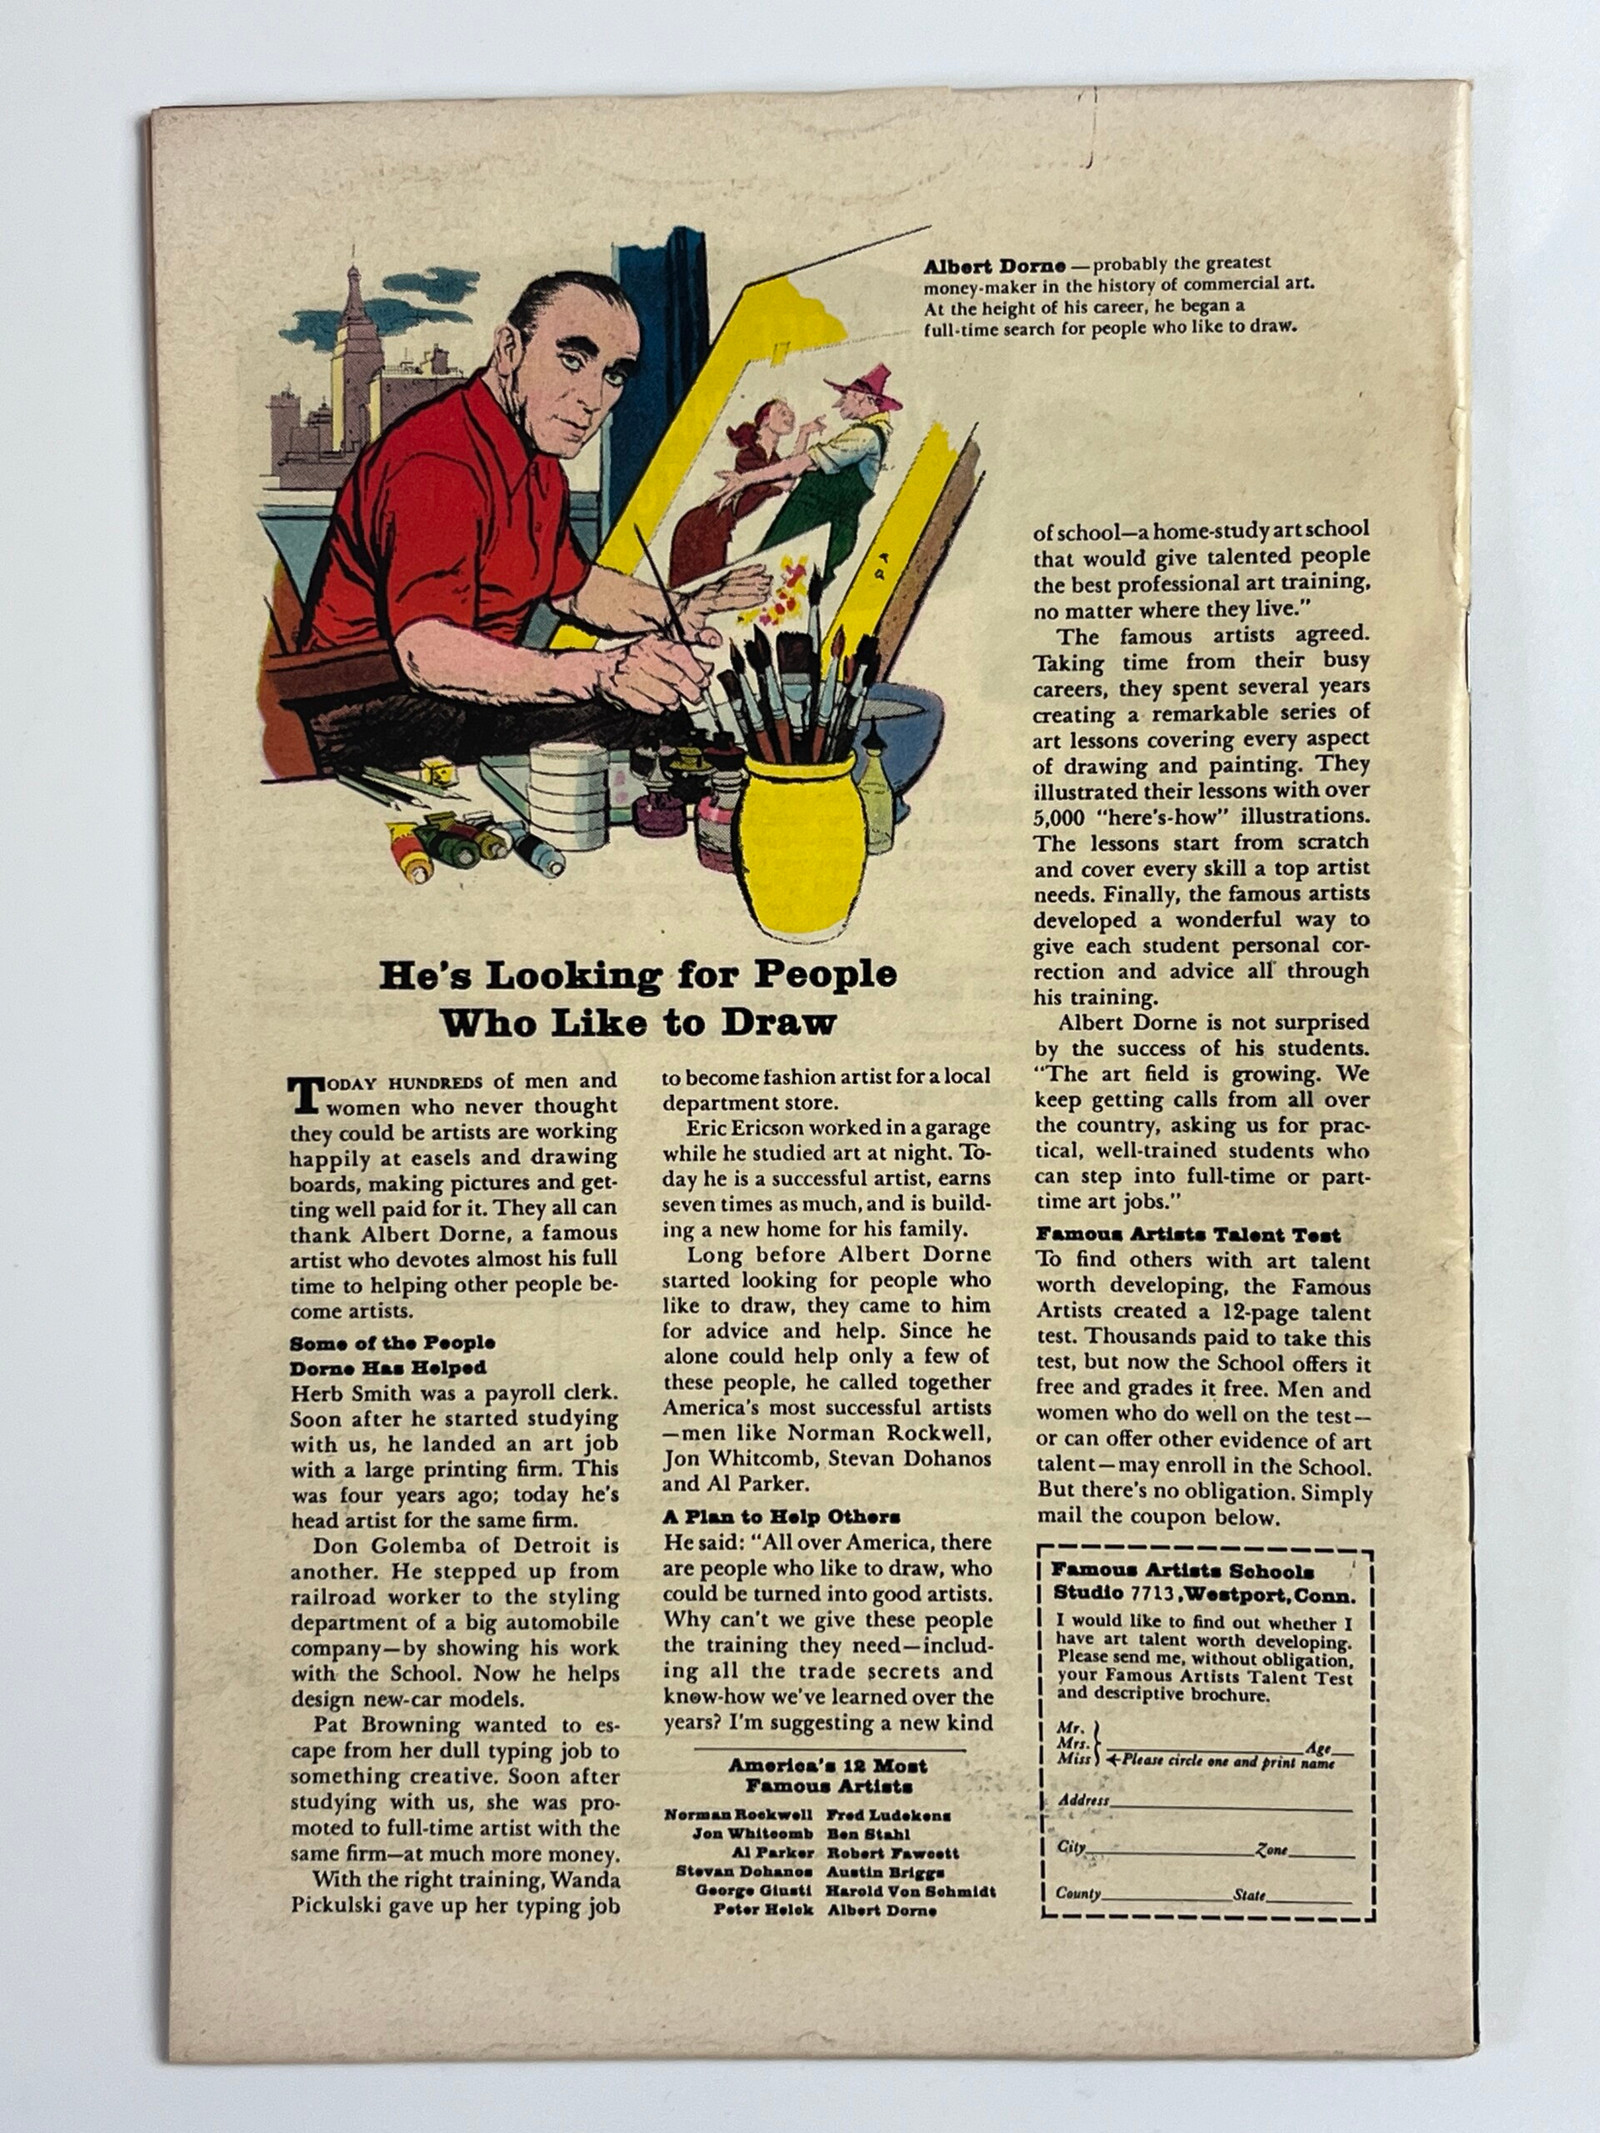 Albert Dorne — probably the greatest
money-maker in the history of commercial art.
At the height of his career, he began a
full-time search for people who like to draw.
He's Looking for People
Who Like to Draw
TODAY HUNDREDS of men and
women who never thought
they could be artists are working
happily at easels and drawing
boards, making pictures and get-
ting well paid for it. They all can
thank Albert Dorne, a famous
artist who devotes almost his full
time to helping other people be-
come artists.
Some of the People
Dorne Has Helped
Herb Smith was a payroll clerk.
Soon after he started studying
with us, he landed an art job
with a large printing firm. This
was four years ago; today he's
head artist for the same firm.
Don Golemba of Detroit is
another. He stepped up from
railroad worker to the styling
department of a big automobile
company—by showing his work
with the School. Now he helps
design new-car models.
Pat Browning wanted to es-
cape from her dull typing job to
something creative. Soon after
studying with us, she was pro-
moted to full-time artist with the
same firm—at much more money.
With the right training, Wanda
Pickulski gave up her typing job
to become fashion artist for a local
department store.
Eric Ericson worked in a garage
while he studied art at night. To-
day he is a successful artist, earns
seven times as much, and is build-
ing a new home for his family.
Long before Albert Dorne
started looking for people who
like to draw, they came to him
for advice and help. Since he
alone could help only a few of
these people, he called together
America's most successful artists
—men like Norman Rockwell,
Jon Whitcomb, Stevan Dohanos
and Al Parker.
A Plan to Help Others
He said: "All over America, there
are people who like to draw, who
could be turned into good artists.
Why can't we give these people
the training they need—includ-
ing all the trade secrets and
know-how we've learned over the
years? I'm suggesting a new kind
America's 12 Most
Famous Artists
Norman Rockwell Fred Ludekens
Jon Whitcomb Ben Stahl
Al Parker Robert Fawcett
Stevan Dohanos Austin Briggs
George Giusti Harold Von Schmidt
Peter Helck Albert Dorne
of school—a home-study art school
that would give talented people
the best professional art training,
no matter where they live."
The famous artists agreed.
Taking time from their busy
careers, they spent several years
creating a remarkable series of
art lessons covering every aspect
of drawing and painting. They
illustrated their lessons with over
5,000 "here's-how" illustrations.
The lessons start from scratch
and cover every skill a top artist
needs. Finally, the famous artists
developed a wonderful way to
give each student personal cor-
rection and advice all through
his training.
Albert Dorne is not surprised
by the success of his students.
"The art field is growing. We
keep getting calls from all over
the country, asking us for prac-
tical, well-trained students who
can step into full-time or part-
time art jobs."
Famous Artists Talent Test
To find others with art talent
worth developing, the Famous
Artists created a 12-page talent
test. Thousands paid to take this
test, but now the School offers it
free and grades it free. Men and
women who do well on the test—
or can offer other evidence of art
talent—may enroll in the School.
But there's no obligation. Simply
mail the coupon below.
Famous Artists Schools
Studio 7713, Westport, Conn.
I would like to find out whether I
have art talent worth developing.
Please send me, without obligation,
your Famous Artists Talent Test
and descriptive brochure.
Mr.
Mrs. Age
Miss ←Please circle one and print name
Address
City Zone
County State